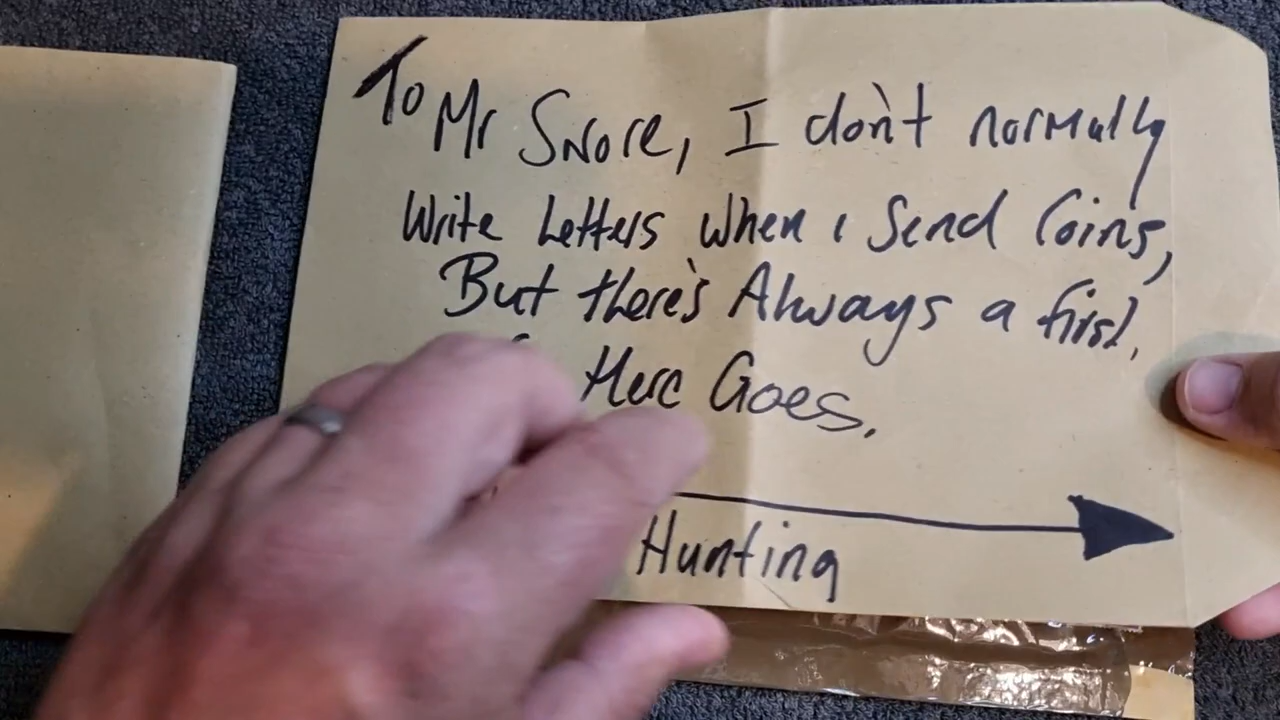 To Mr Snore, I don't normally
Write Letters when i Send Coins,
But there's Always a first,
Here Goes.
Hunting